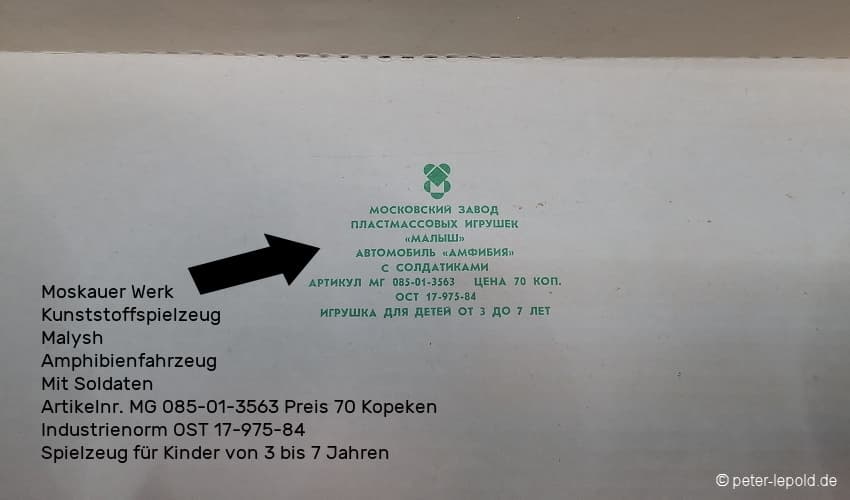 МОСКОВСКИЙ ЗАВОД
ПЛАСТМАССОВЫХ ИГРУШЕК
«МАЛЫШ»
АВТОМОБИЛЬ «АМФИБИЯ»
С СОЛДАТИКАМИ
АРТИКУЛ МГ 085-01-3563 ЦЕНА 70 КОП.
ОСТ 17-975-84
ИГРУШКА ДЛЯ ДЕТЕЙ ОТ 3 ДО 7 ЛЕТ
Moskauer Werk
Kunststoffspielzeug
Malysh
Amphibienfahrzeug
Mit Soldaten
Artikelnr. MG 085-01-3563 Preis 70 Kopeken
Industrienorm OST 17-975-84
Spielzeug für Kinder von 3 bis 7 Jahren
© peter-lepold.de